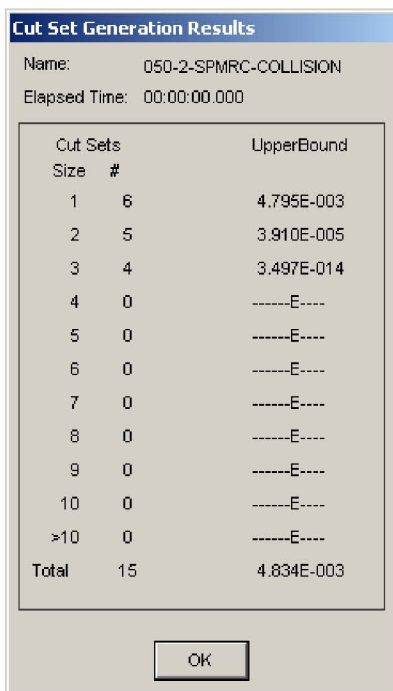 Cut Set Generation Results
Name: 050-2-SPMRC-COLLISION
Elapsed Time: 00:00:00.000
Cut Sets UpperBound
Size #
1 6 4.795E-003
2 5 3.910E-005
3 4 3.497E-014
4 0 ------E----
5 0 ------E----
6 0 ------E----
7 0 ------E----
8 0 ------E----
9 0 ------E----
10 0 ------E----
>10 0 ------E----
Total 15 4.834E-003
OK